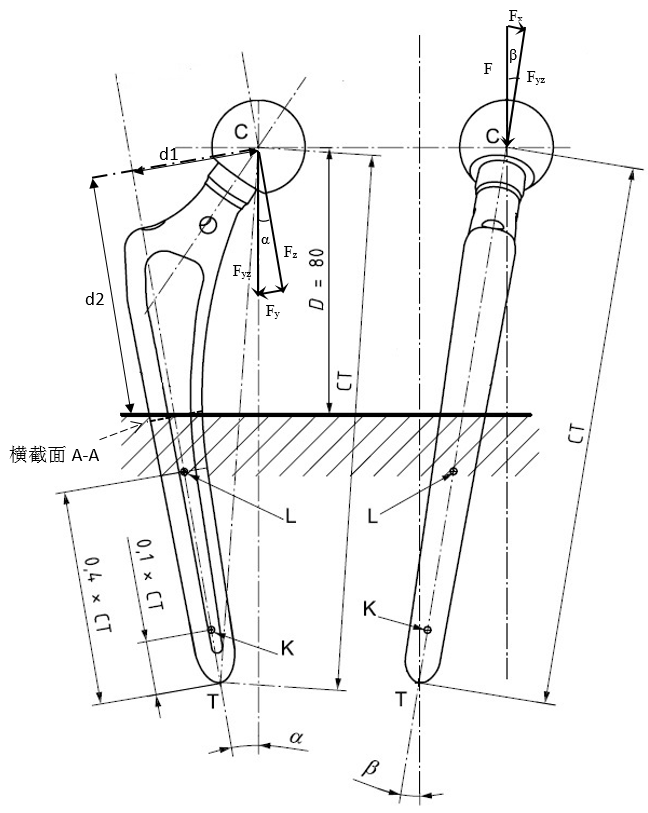 Fx
F
β
Fyz
C
C
d1
α
Fz
Fyz
Fy
d2
D = 80
CT
CT
横截面 A-A
L
L
0,4 × CT
0,1 × CT
K
K
T
T
α
β